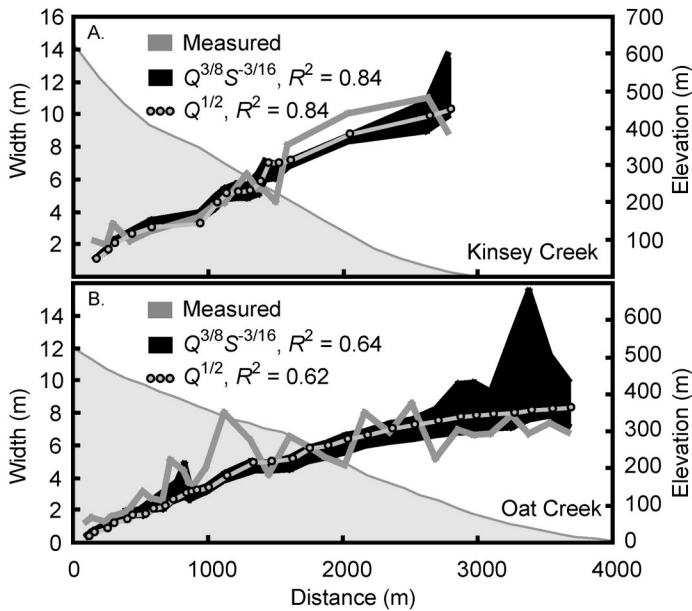 A.
Measured
Q^3/8 S^-3/16, R^2 = 0.84
Q^1/2, R^2 = 0.84
Kinsey Creek
Width (m)
16
14
12
10
8
6
4
2
Elevation (m)
700
600
500
400
300
200
100
B.
Measured
Q^3/8 S^-3/16, R^2 = 0.64
Q^1/2, R^2 = 0.62
Oat Creek
Width (m)
14
12
10
8
6
4
2
0
Elevation (m)
600
500
400
300
200
100
0
0 1000 2000 3000 4000
Distance (m)